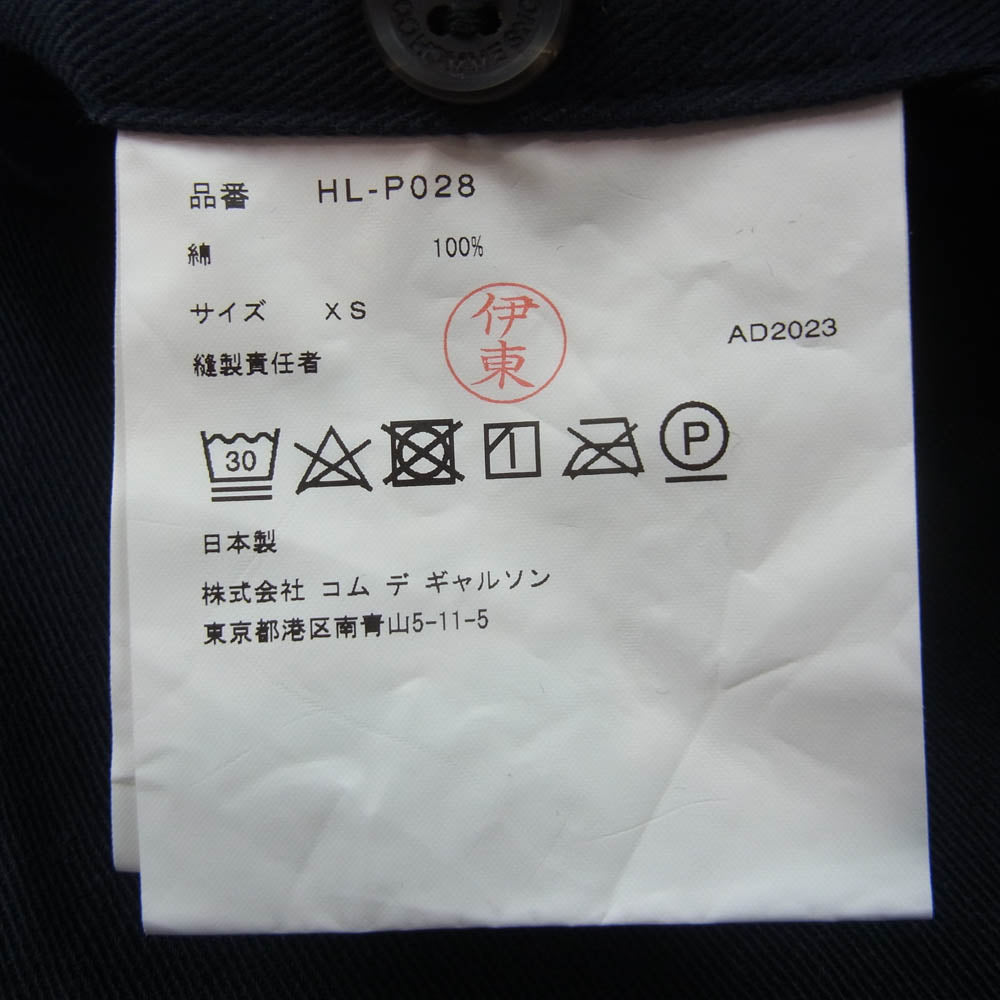 品番 HL-P028
綿 100%
サイズ XS
伊東
AD2023
縫製責任者
30
P
日本製
株式会社 コム デ ギャルソン
東京都港区南青山5-11-5